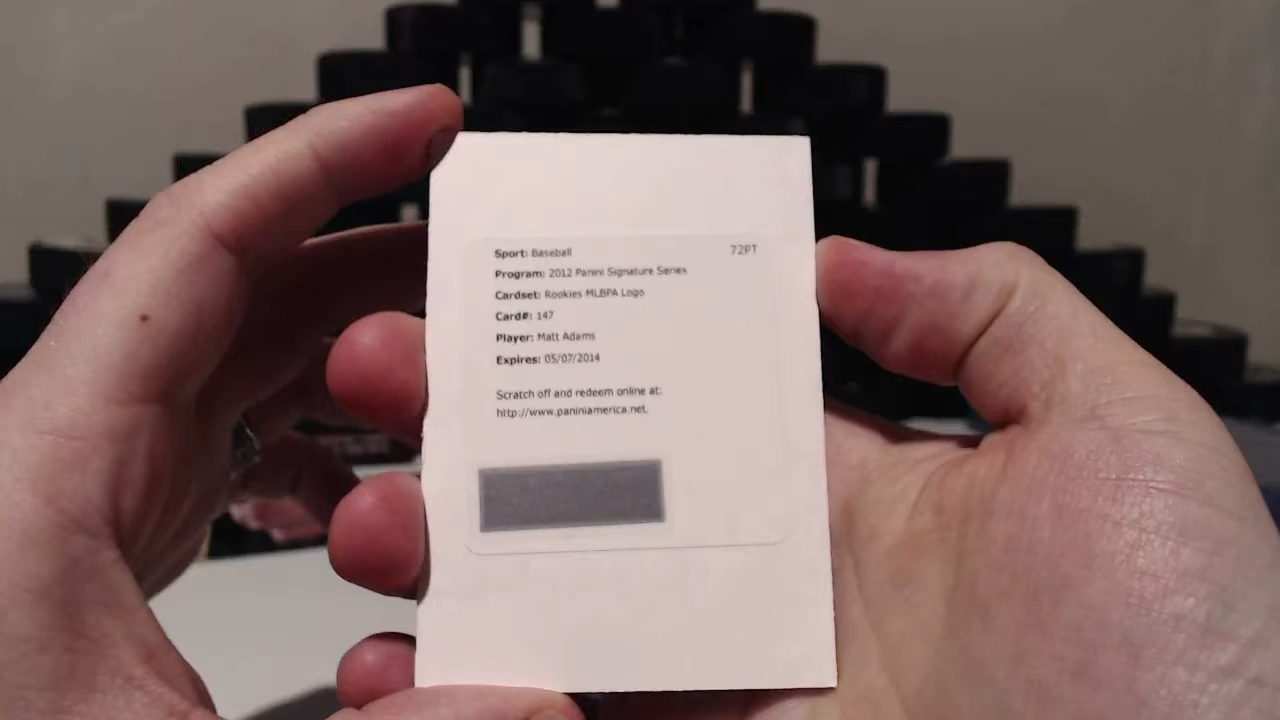 Sport: Baseball 72PT
Program: 2012 Panini Signature Series
Cardset: Rookies MLBPA Logo
Card#: 147
Player: Matt Adams
Expires: 05/07/2014
Scratch off and redeem online at:
http://www.paniniamerica.net.